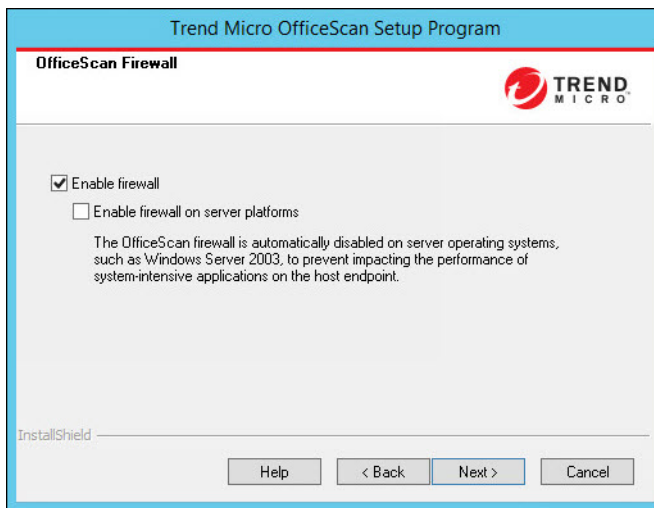 Trend Micro OfficeScan Setup Program
OfficeScan Firewall
TREND
MICRO
Enable firewall
Enable firewall on server platforms
The OfficeScan firewall is automatically disabled on server operating systems,
such as Windows Server 2003, to prevent impacting the performance of
system-intensive applications on the host endpoint.
InstallShield
Help
< Back
Next >
Cancel